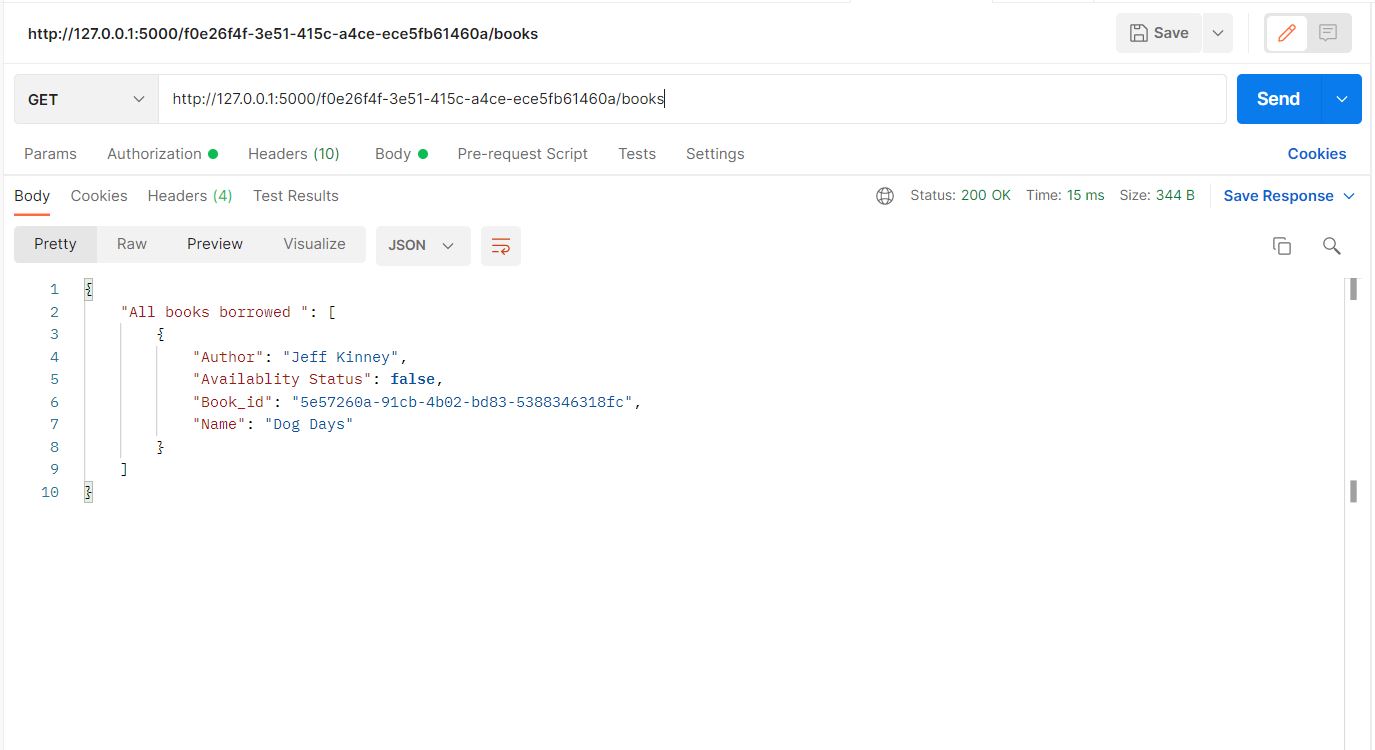 http://127.0.0.1:5000/f0e26f4f-3e51-415c-a4ce-ece5fb61460a/books
Save
GET http://127.0.0.1:5000/f0e26f4f-3e51-415c-a4ce-ece5fb61460a/books Send
Params Authorization Headers (10) Body Pre-request Script Tests Settings Cookies
Body Cookies Headers (4) Test Results Status: 200 OK Time: 15 ms Size: 344 B Save Response
Pretty Raw Preview Visualize JSON
1 {
2 "All books borrowed ": [
3 {
4 "Author": "Jeff Kinney",
5 "Availablity Status": false,
6 "Book_id": "5e57260a-91cb-4b02-bd83-5388346318fc",
7 "Name": "Dog Days"
8 }
9 ]
10 }